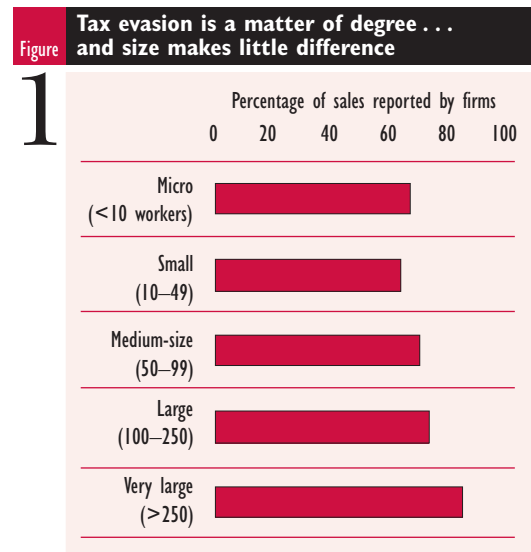 Figure
1
Tax evasion is a matter of degree . . .
and size makes little difference
Percentage of sales reported by firms
0 20 40 60 80 100
Micro
(<10 workers)
Small
(10–49)
Medium-size
(50–99)
Large
(100–250)
Very large
(>250)